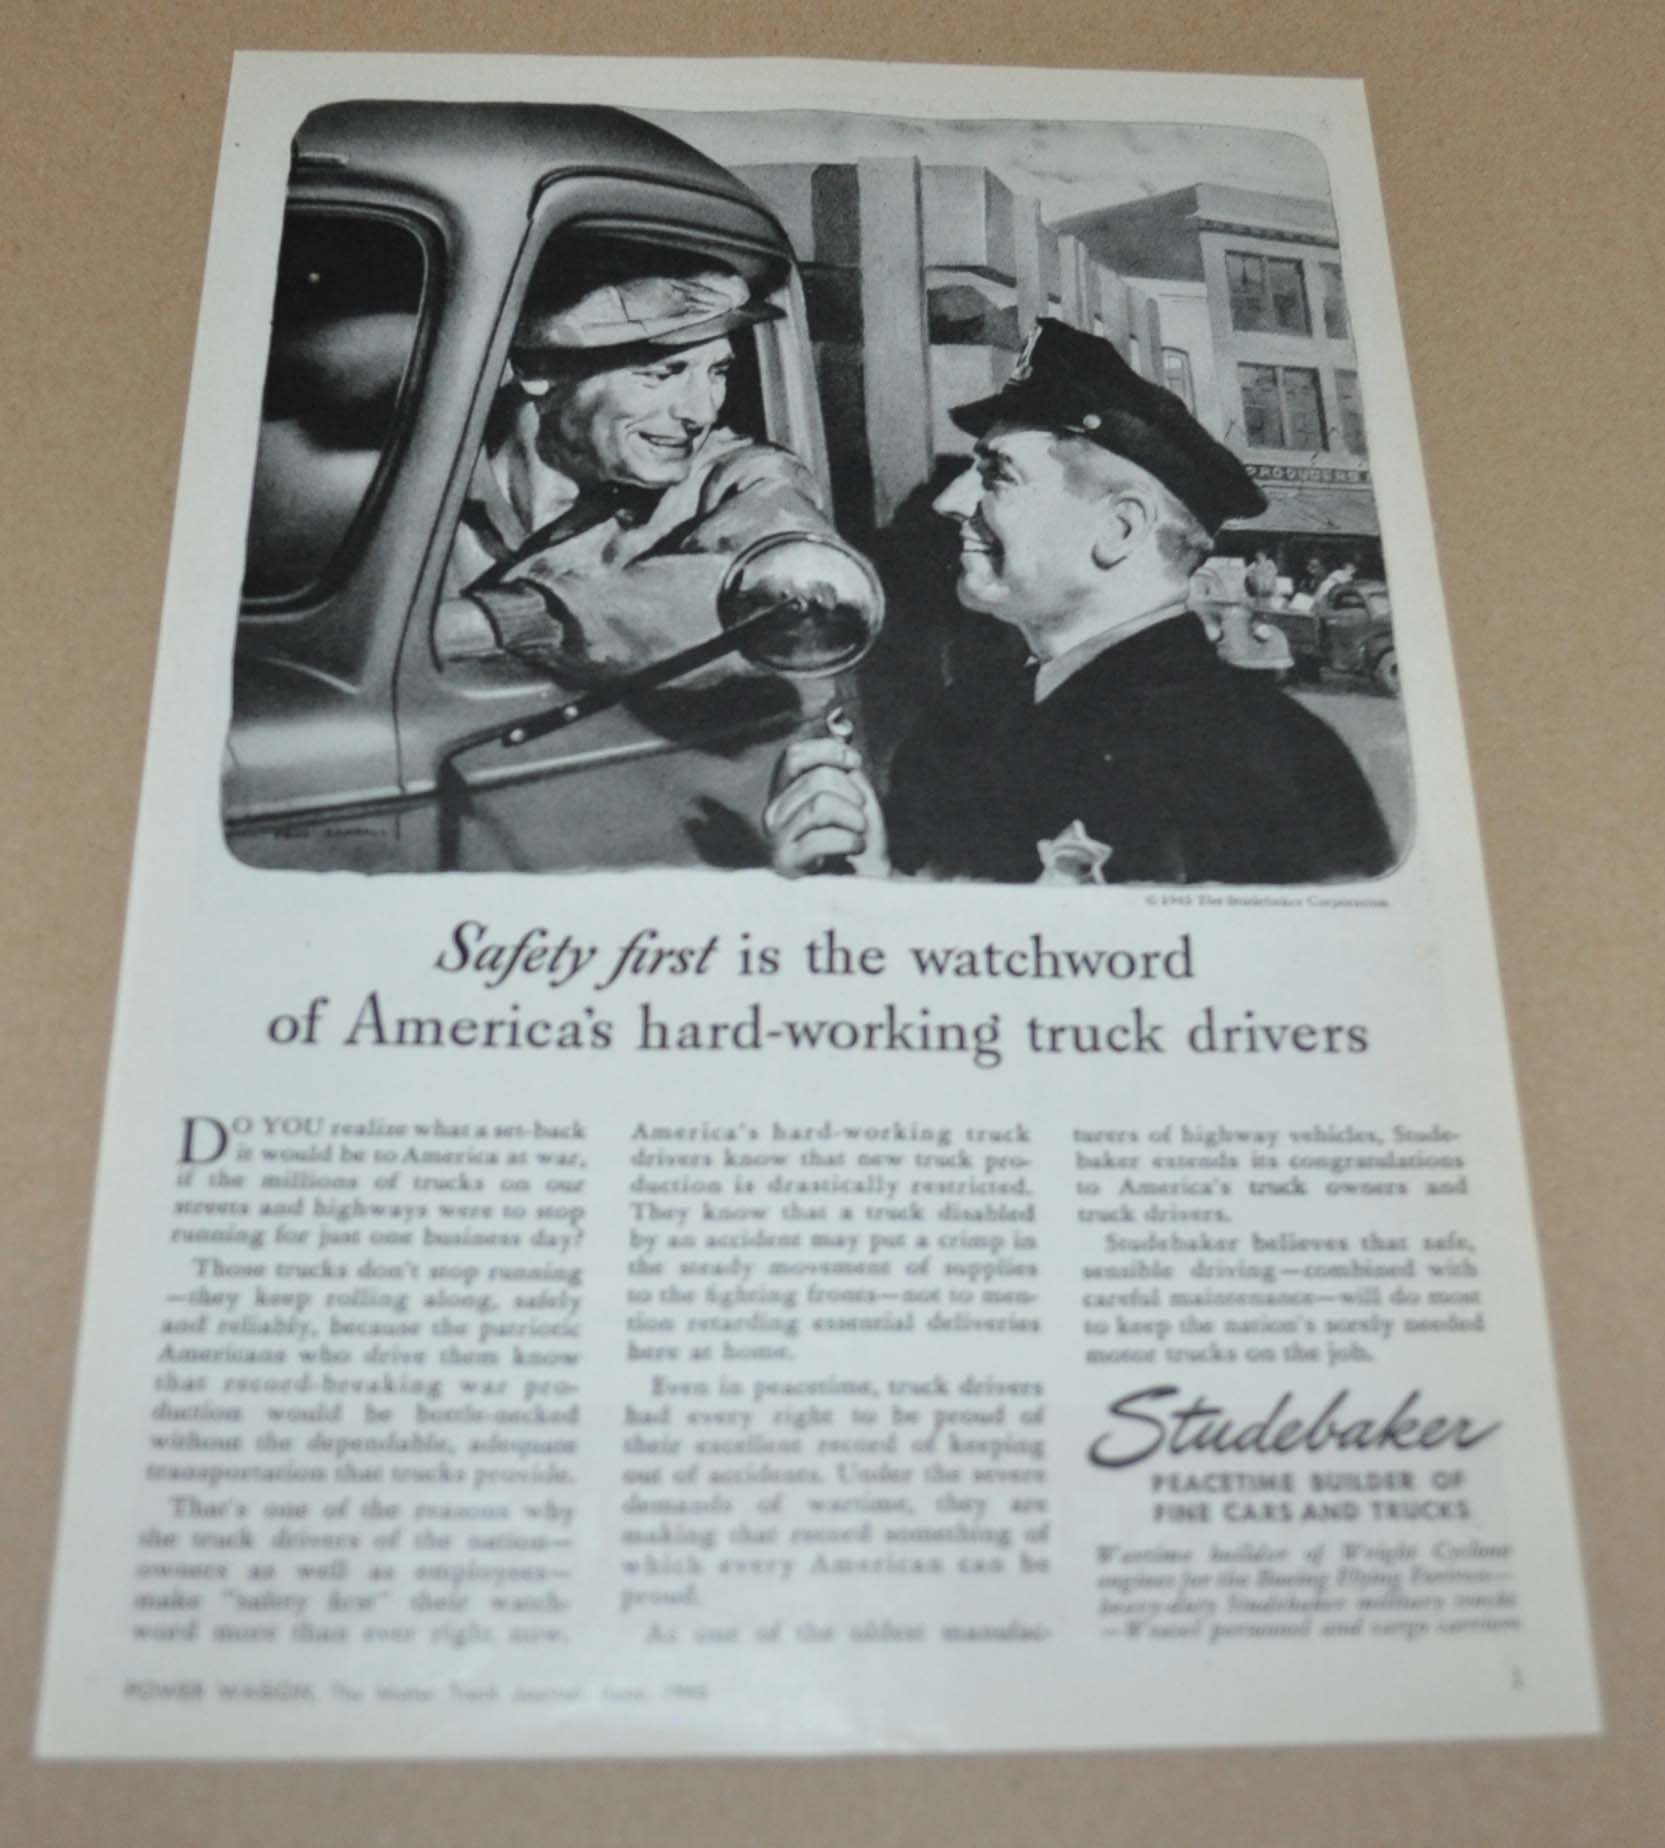 PRODUCERS
© 1943 The Studebaker Corporation
Safety first is the watchword
of America's hard-working truck drivers
DO YOU realize what a set-back
it would be to America at war,
if the millions of trucks on our
streets and highways were to stop
running for just one business day?
Those trucks don't stop running
—they keep rolling along, safely
and reliably, because the patriotic
Americans who drive them know
that record-breaking war pro-
duction would be bottle-necked
without the dependable, adequate
transportation that trucks provide.
That's one of the reasons why
the truck drivers of the nation—
owners as well as employees—
make "safety first" their watch-
word more than ever right now.
America's hard-working truck
drivers know that new truck pro-
duction is drastically restricted.
They know that a truck disabled
by an accident may put a crimp in
the steady movement of supplies
to the fighting fronts—not to men-
tion retarding essential deliveries
here at home.
Even in peacetime, truck drivers
had every right to be proud of
their excellent record of keeping
out of accidents. Under the severe
demands of wartime, they are
making that record something of
which every American can be
proud.
As one of the oldest manufac-
turers of highway vehicles, Stude-
baker extends its congratulations
to America's truck owners and
truck drivers.
Studebaker believes that safe,
sensible driving—combined with
careful maintenance—will do most
to keep the nation's sorely needed
motor trucks on the job.
Studebaker
PEACETIME BUILDER OF
FINE CARS AND TRUCKS
Wartime builder of Wright Cyclone
engines for the Boeing Flying Fortress—
heavy-duty Studebaker military trucks
—Weasel personnel and cargo carriers
POWER WAGON, The Motor Truck Journal, June,